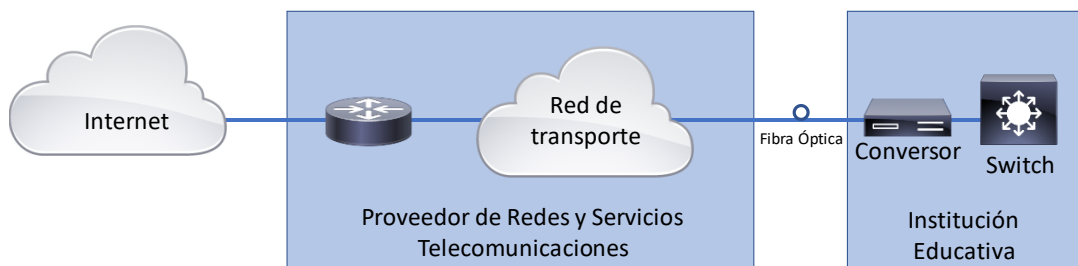 Internet
Red de
transporte
Fibra Óptica
Conversor
Switch
Proveedor de Redes y Servicios
Telecomunicaciones
Institución
Educativa